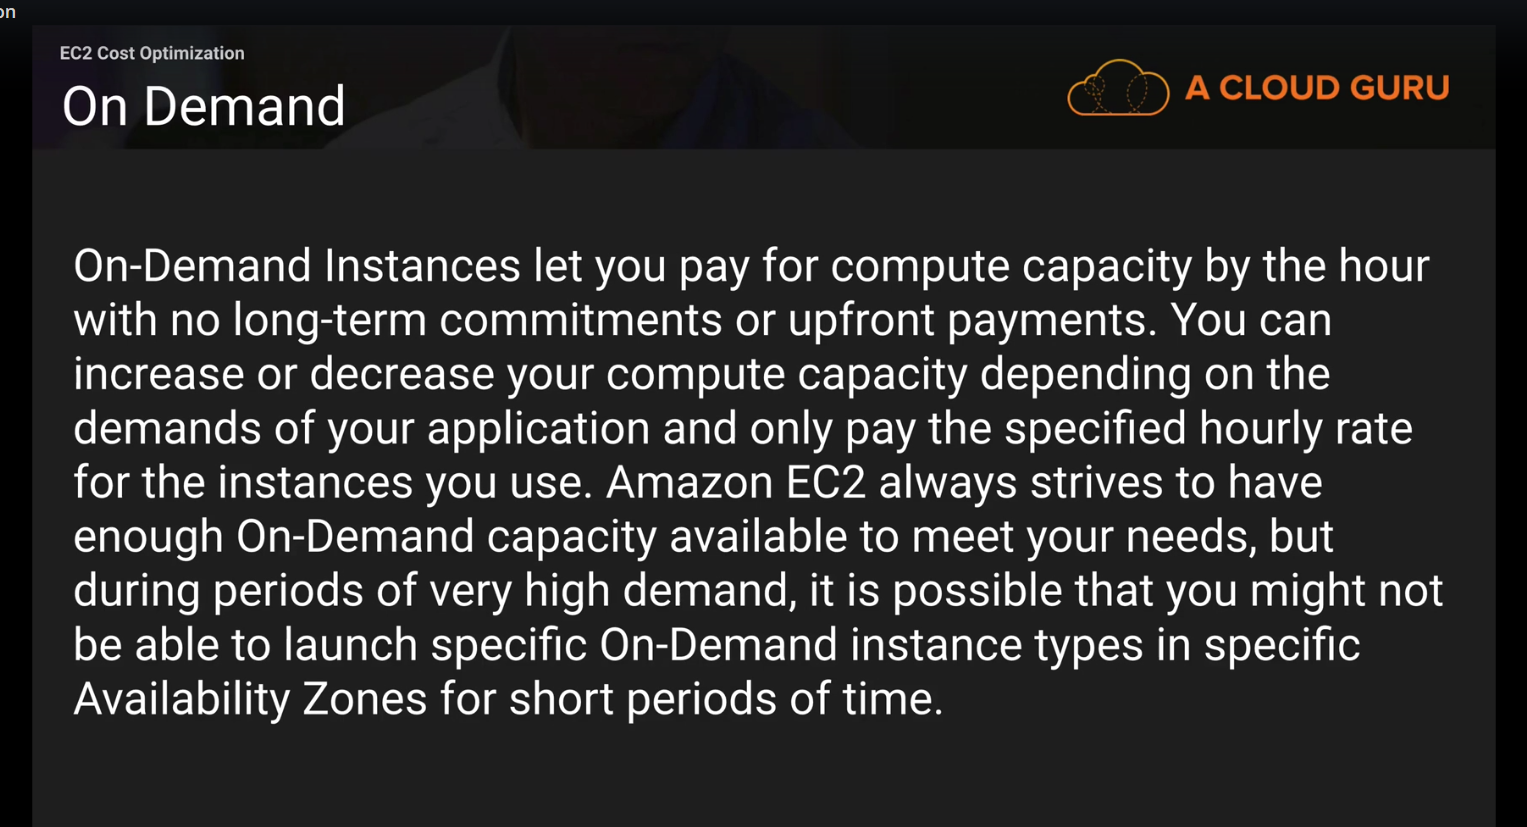 on
EC2 Cost Optimization
On Demand
A CLOUD GURU
On-Demand Instances let you pay for compute capacity by the hour
with no long-term commitments or upfront payments. You can
increase or decrease your compute capacity depending on the
demands of your application and only pay the specified hourly rate
for the instances you use. Amazon EC2 always strives to have
enough On-Demand capacity available to meet your needs, but
during periods of very high demand, it is possible that you might not
be able to launch specific On-Demand instance types in specific
Availability Zones for short periods of time.